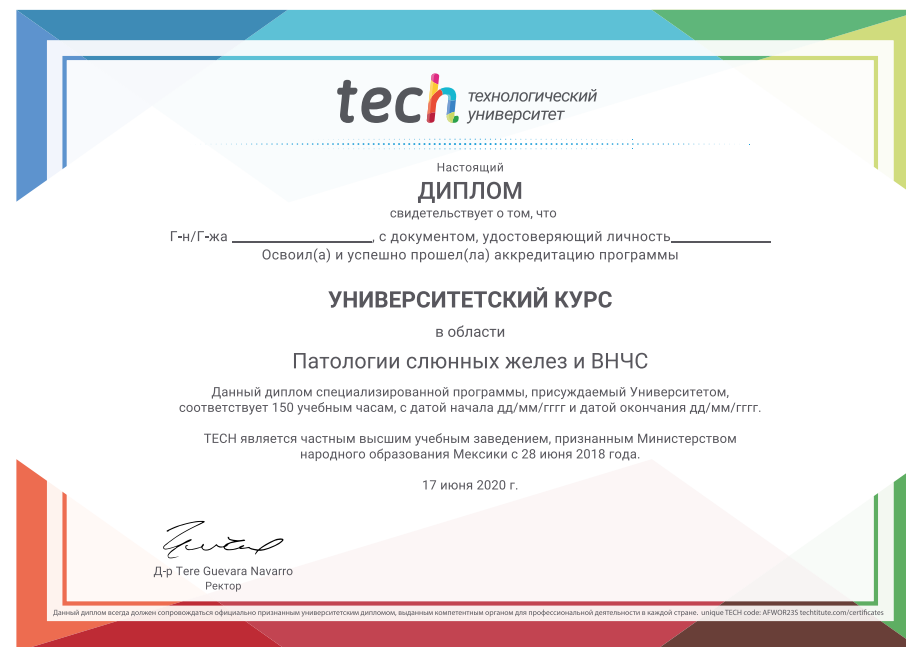 tech технологический
университет
Настоящий
ДИПЛОМ
свидетельствует о том, что
Г-н/Г-жа ____________________, с документом, удостоверяющий личность______________
Освоил(а) и успешно прошел(ла) аккредитацию программы
УНИВЕРСИТЕТСКИЙ КУРС
в области
Патологии слюнных желез и ВНЧС
Данный диплом специализированной программы, присуждаемый Университетом,
соответствует 150 учебным часам, с датой начала дд/мм/гггг и датой окончания дд/мм/гггг.
TECH является частным высшим учебным заведением, признанным Министерством
народного образования Мексики с 28 июня 2018 года.
17 июня 2020 г.
Д-р Tere Guevara Navarro
Ректор
Данный диплом всегда должен сопровождаться официально признанным университетским дипломом, выданным компетентным органом для профессиональной деятельности в каждой стране. unique TECH code: AFWOR23S techtitute.com/certificates